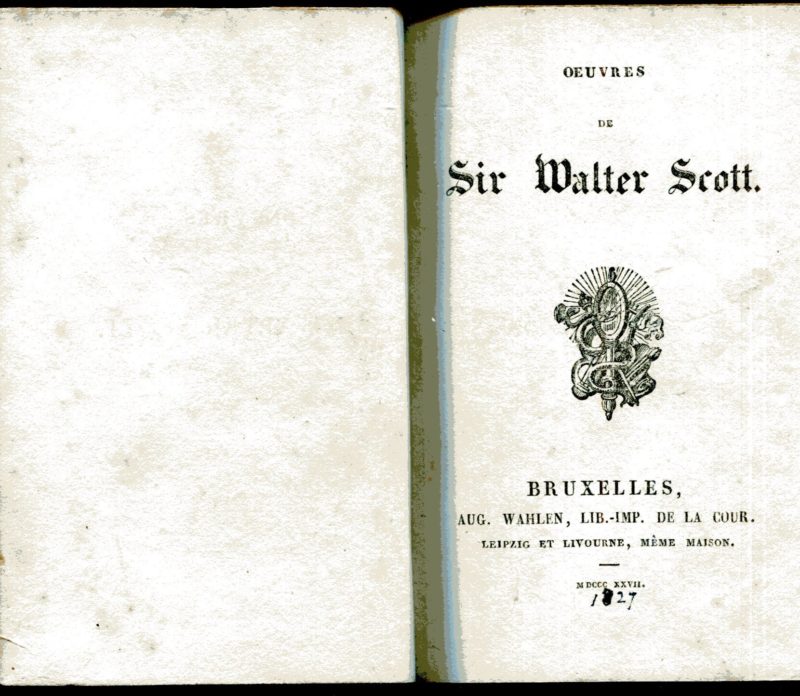 OEUVRES
DE
Sir Walter Scott.
BRUXELLES,
AUG. WAHLEN, LIB.-IMP. DE LA COUR.
LEIPZIG ET LIVOURNE, MÊME MAISON.
MDCCC XXVII.
1827